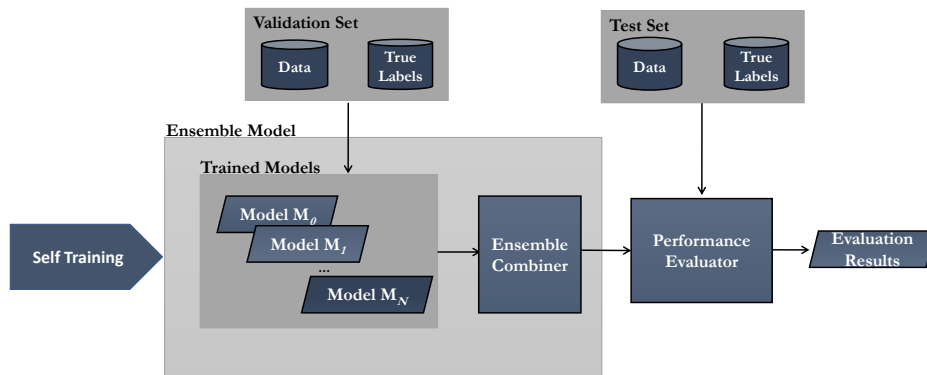 Validation Set
Data
True
Labels
Test Set
Data
True
Labels
Ensemble Model
Trained Models
Model M0
Model M1
...
Model MN
Self Training
Ensemble
Combiner
Performance
Evaluator
Evaluation
Results